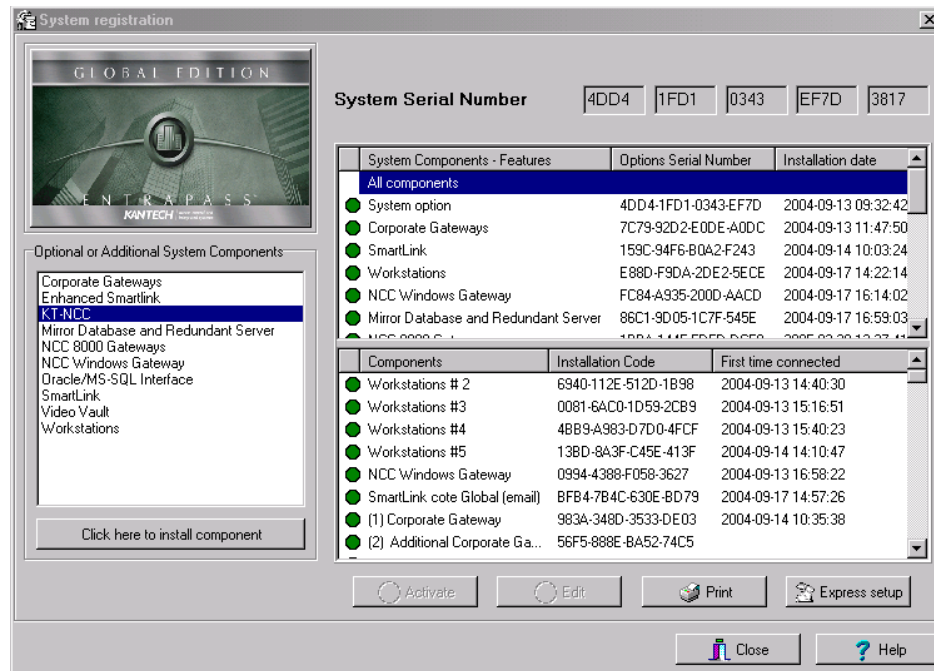 System registration
GLOBAL EDITION
ENTRAPASS
KANTECH
System Serial Number 4DD4 1FD1 0343 EF7D 3817
System Components - Features Options Serial Number Installation date
All components
System option 4DD4-1FD1-0343-EF7D 2004-09-13 09:32:42
Corporate Gateways 7C79-92D2-E0DE-A0DC 2004-09-13 11:47:50
SmartLink 159C-94F6-B0A2-F243 2004-09-14 10:03:24
Workstations E88D-F9DA-2DE2-5ECE 2004-09-17 14:22:14
NCC Windows Gateway FC84-A935-200D-AACD 2004-09-17 16:14:02
Mirror Database and Redundant Server 86C1-9D05-1C7F-545E 2004-09-17 16:59:03
Optional or Additional System Components
Corporate Gateways
Enhanced Smartlink
KT-NCC
Mirror Database and Redundant Server
NCC 8000 Gateways
NCC Windows Gateway
Oracle/MS-SQL Interface
SmartLink
Video Vault
Workstations
Click here to install component
Components Installation Code First time connected
Workstations # 2 6940-112E-512D-1B98 2004-09-13 14:40:30
Workstations #3 0081-6AC0-1D59-2CB9 2004-09-13 15:16:51
Workstations #4 4BB9-A983-D7D0-4FCF 2004-09-13 15:40:23
Workstations #5 13BD-8A3F-C45E-413F 2004-09-14 14:10:47
NCC Windows Gateway 0994-4388-F058-3627 2004-09-13 16:58:22
SmartLink cote Global (email) BFB4-7B4C-630E-BD79 2004-09-17 14:57:26
(1) Corporate Gateway 983A-348D-3533-DE03 2004-09-14 10:35:38
(2) Additional Corporate Ga... 56F5-888E-BA52-74C5
Activate Edit Print Express setup
Close Help